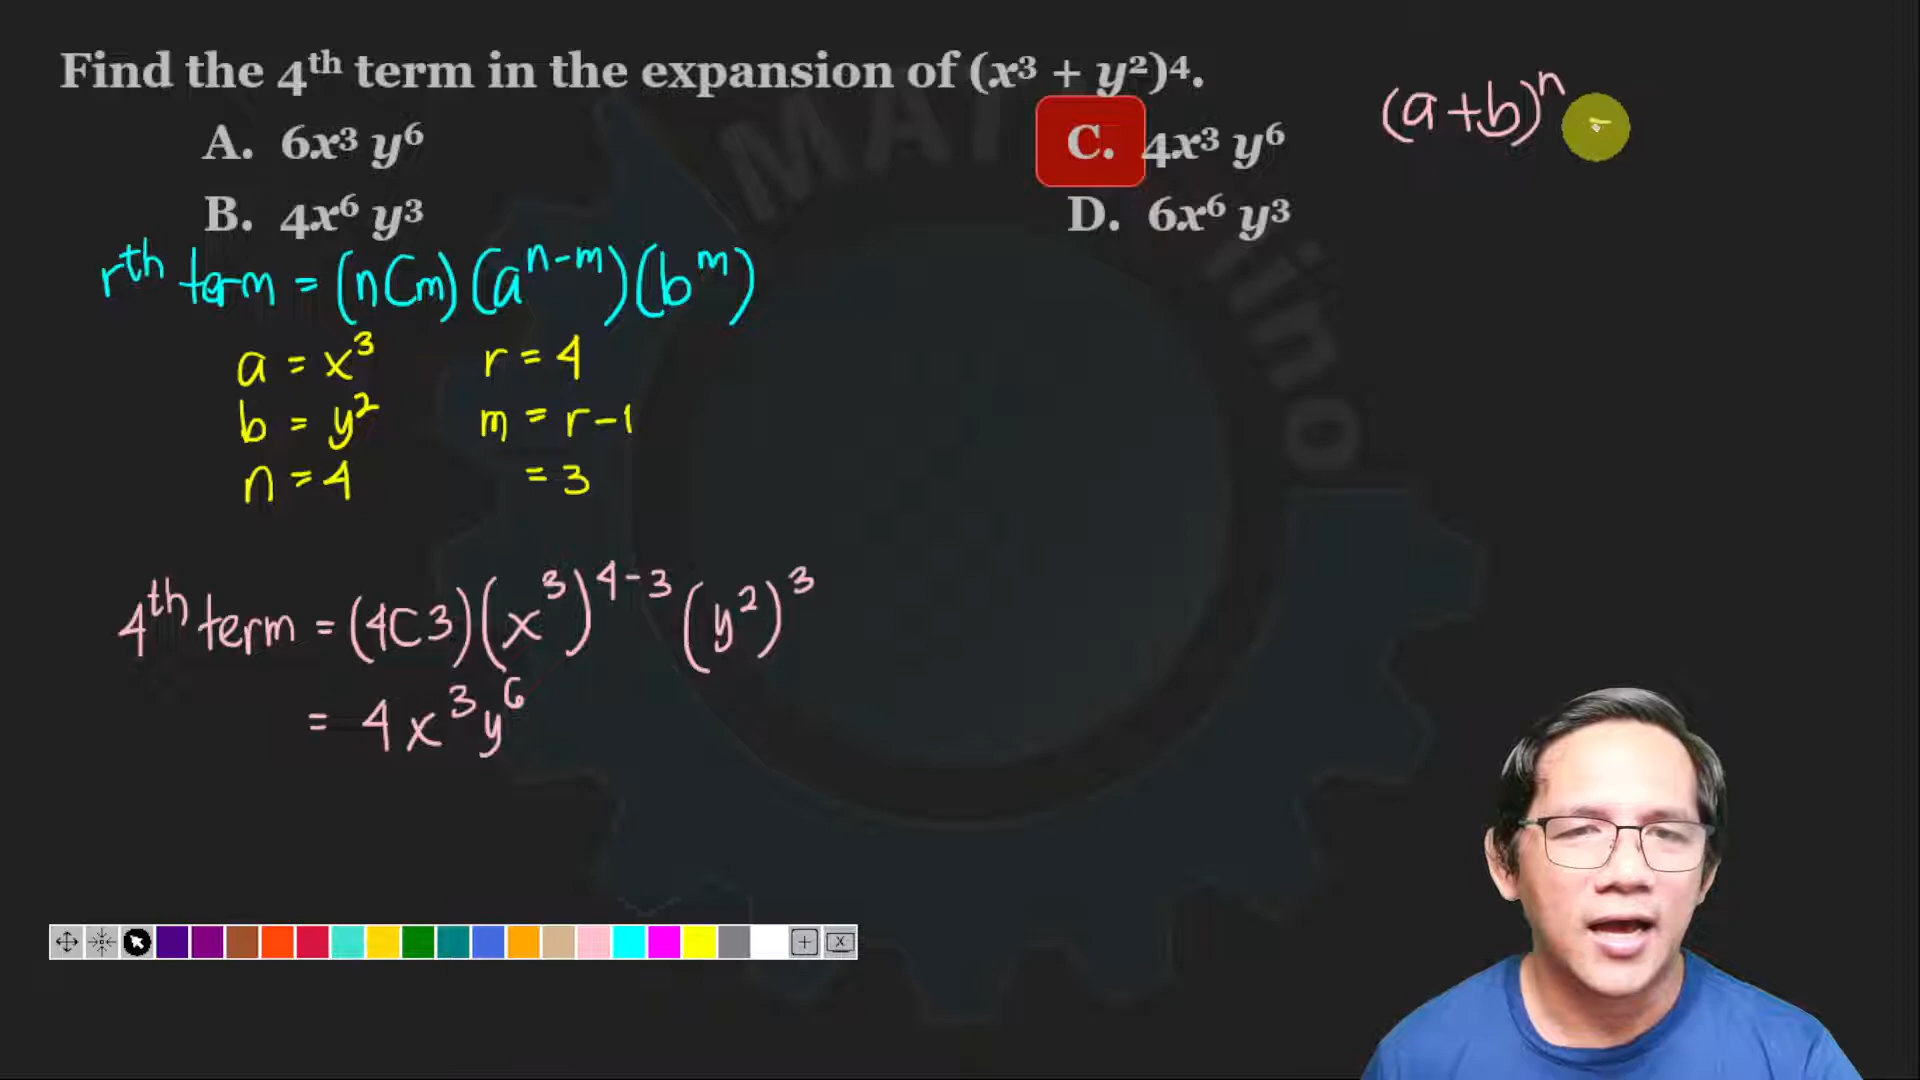 Find the 4th term in the expansion of (x³ + y²)⁴.
A. 6x³ y⁶
C. 4x³ y⁶
B. 4x⁶ y³
D. 6x⁶ y³
(a+b)ⁿ =
rth term = (nCm)(aⁿ⁻ᵐ)(bᵐ)
a = x³
r = 4
b = y²
m = r-1
n = 4
= 3
4th term = (4C3)(x³)⁴⁻³(y²)³
= 4x³y⁶
MAT
lino